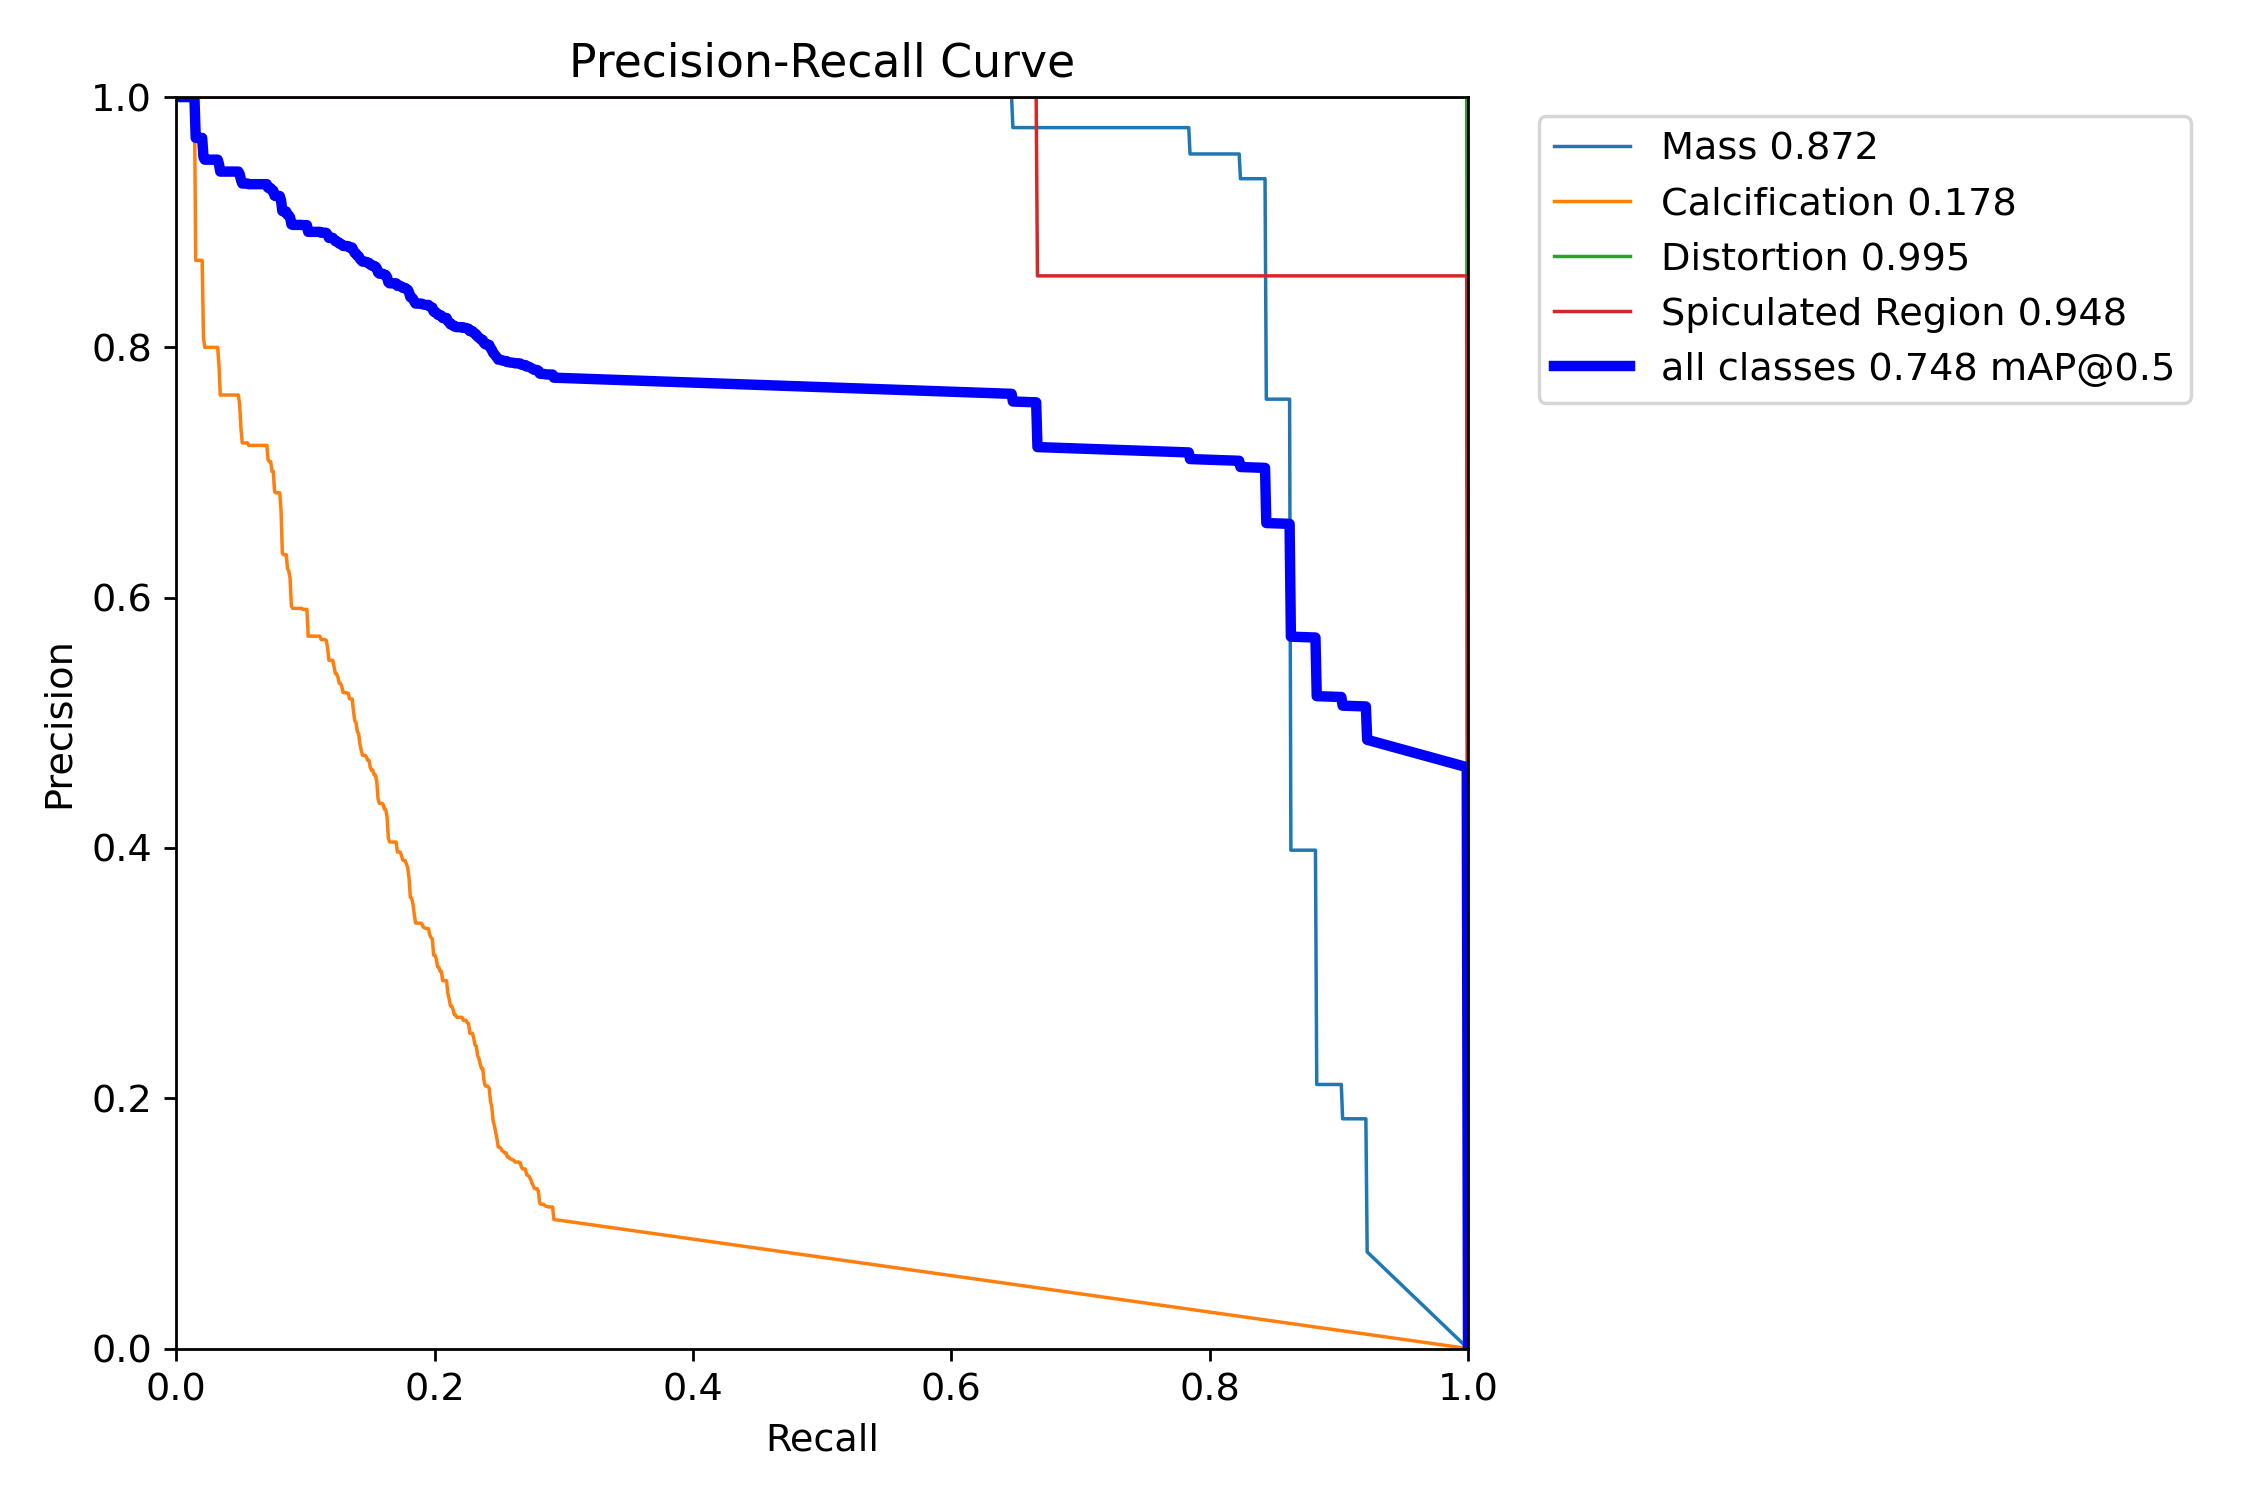 Precision-Recall Curve
1.0
0.8
0.6
0.4
0.2
0.0
Precision
0.0 0.2 0.4 0.6 0.8 1.0
Recall
Mass 0.872
Calcification 0.178
Distortion 0.995
Spiculated Region 0.948
all classes 0.748 mAP@0.5